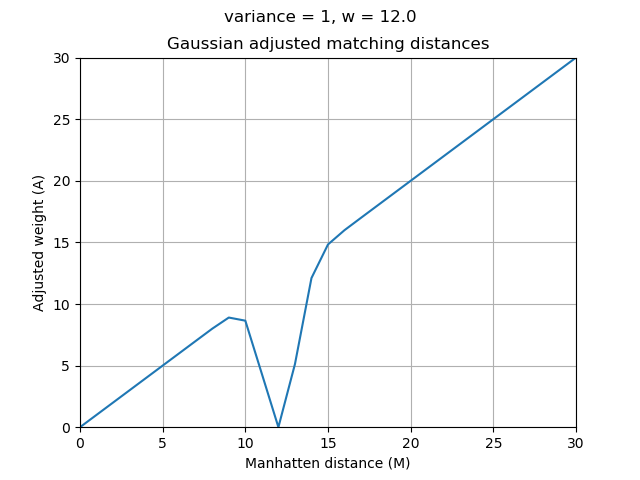 variance = 1, w = 12.0
Gaussian adjusted matching distances
30
25
20
15
10
5
0
Adjusted weight (A)
0 5 10 15 20 25 30
Manhatten distance (M)